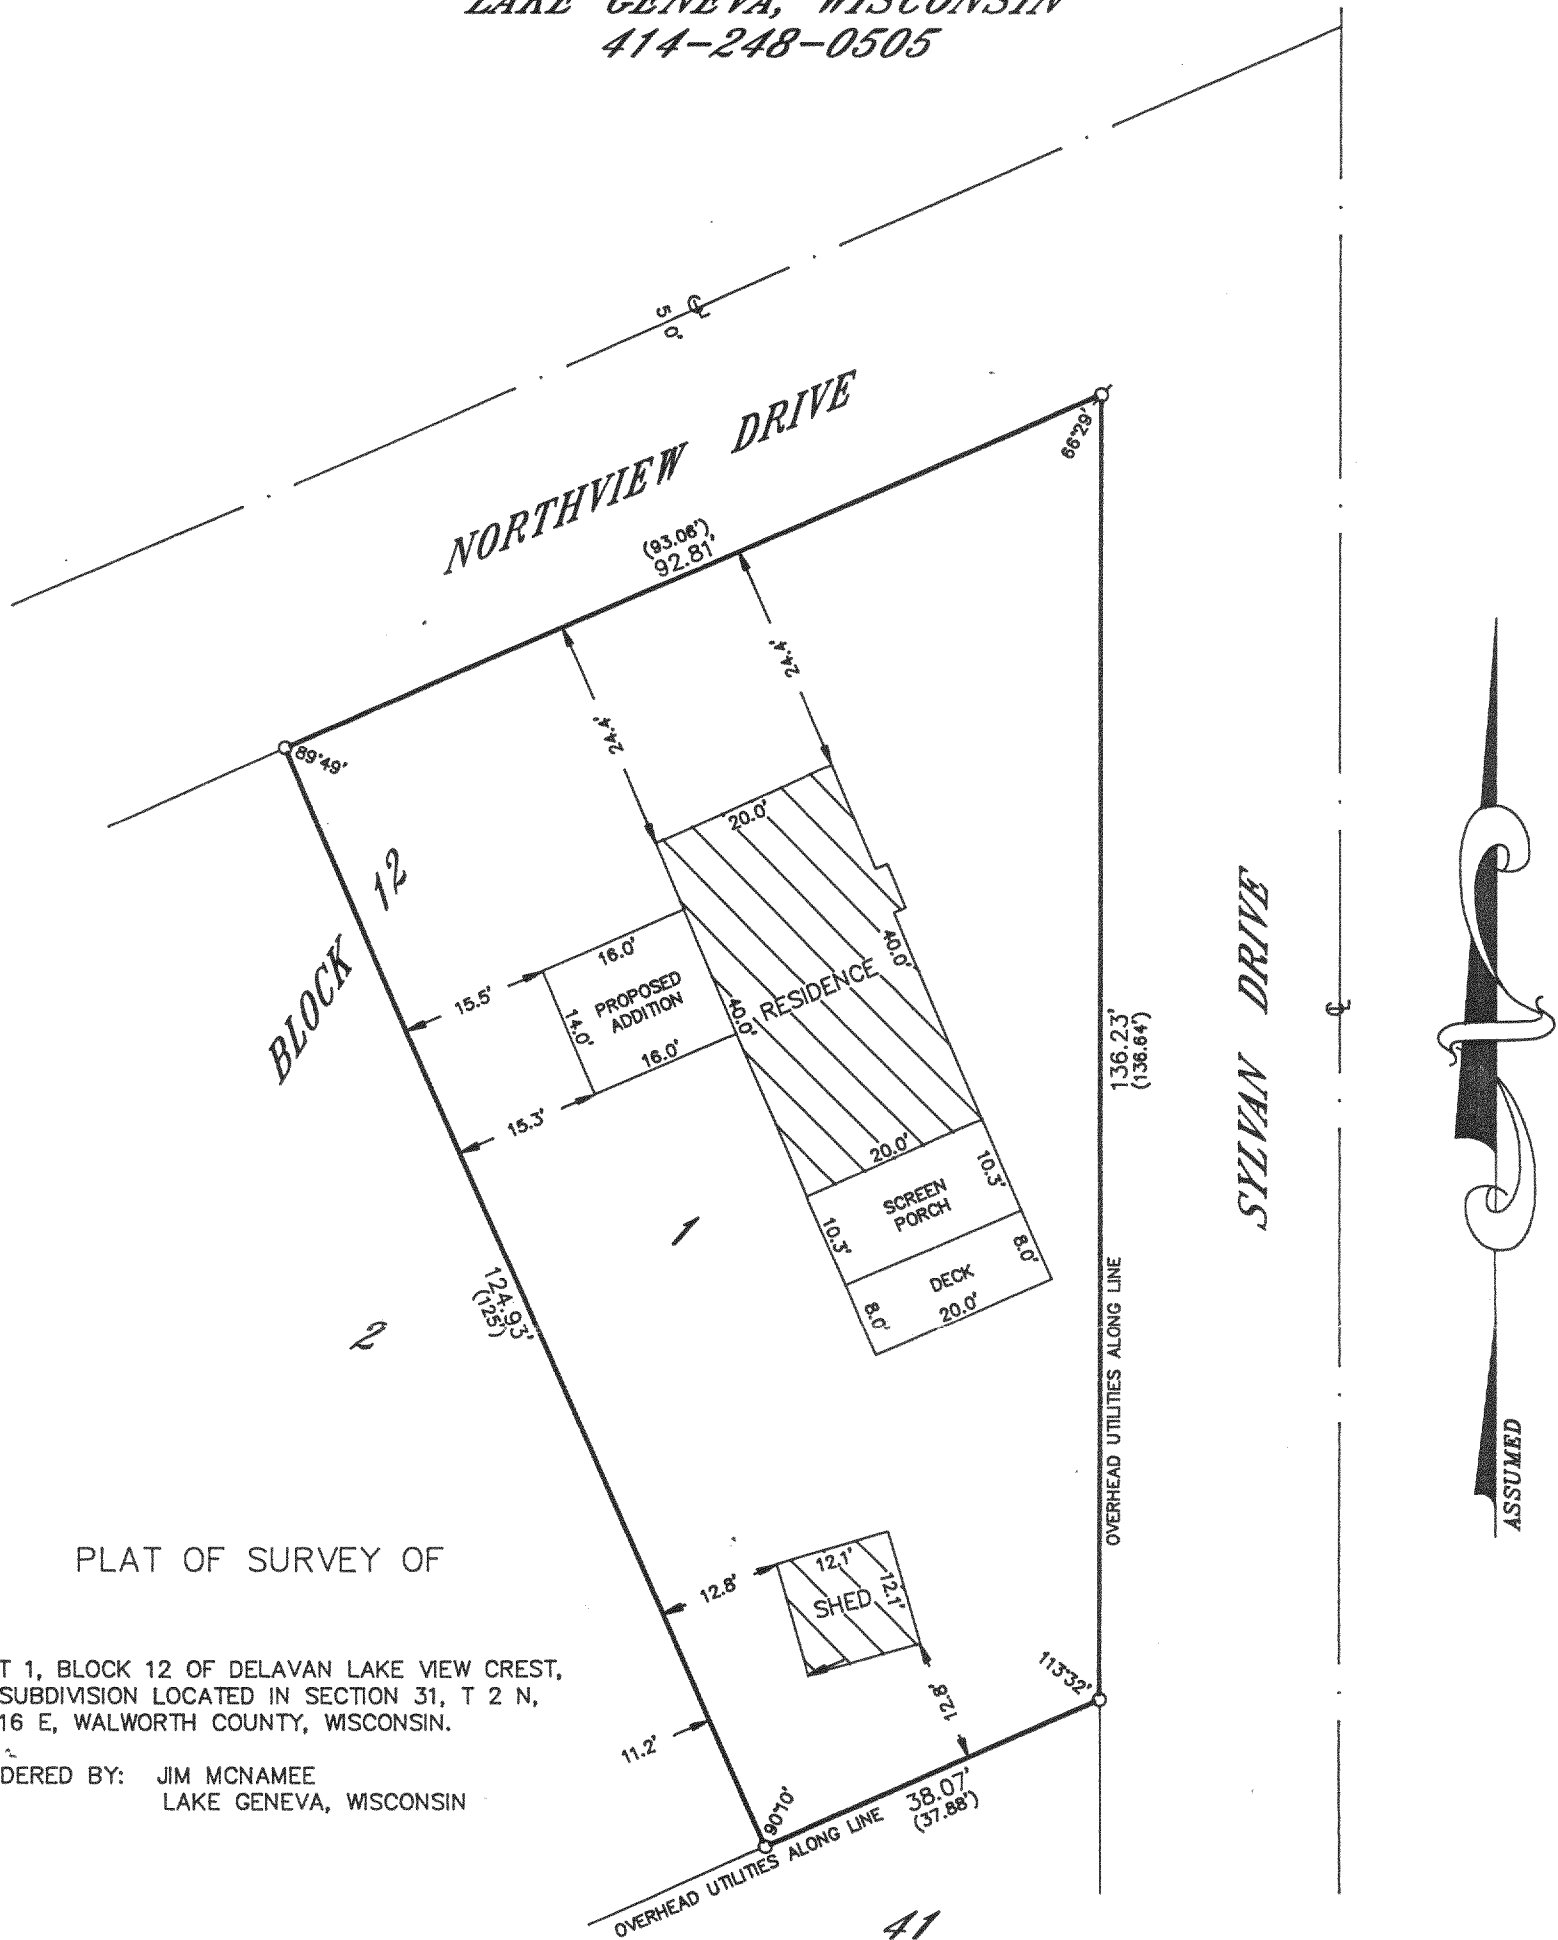 LAKE GENEVA, WISCONSIN
414-248-0505
5 0'
NORTHVIEW DRIVE
(93.06')
92.81'
66°29'
89°49'
24.4'
24.4'
20.0'
BLOCK 12
16.0'
PROPOSED
ADDITION
14.0'
16.0'
15.5'
15.3'
40.0'
40.0'
RESIDENCE
20.0'
136.23'
(136.64')
SYLVAN DRIVE
SCREEN
PORCH
10.3'
10.3'
DECK
8.0'
8.0'
20.0'
1
2
124.93'
(125')
OVERHEAD UTILITIES ALONG LINE
ASSUMED
12.8'
12.1'
12.1'
SHED
12.8'
113°32'
11.2'
90°10'
38.07'
(37.88')
OVERHEAD UTILITIES ALONG LINE
41
PLAT OF SURVEY OF
T 1, BLOCK 12 OF DELAVAN LAKE VIEW CREST,
SUBDIVISION LOCATED IN SECTION 31, T 2 N,
16 E, WALWORTH COUNTY, WISCONSIN.
DERED BY: JIM MCNAMEE
LAKE GENEVA, WISCONSIN